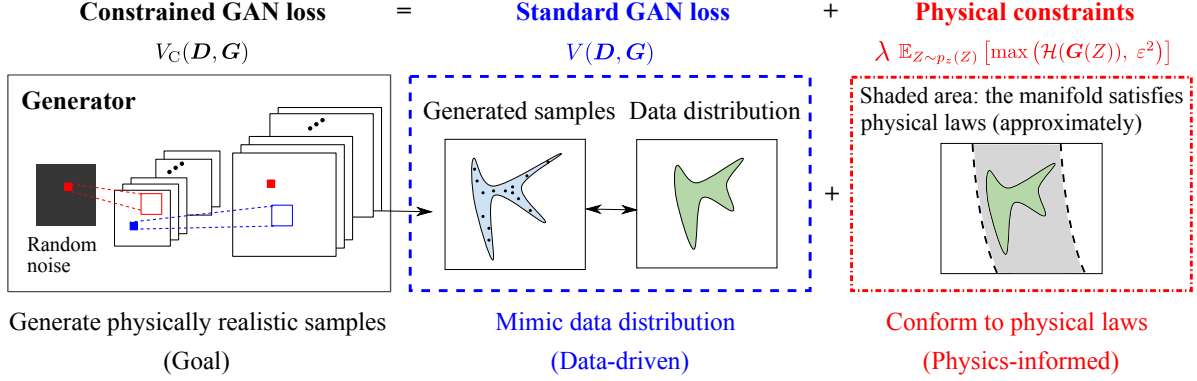 Constrained GAN loss = Standard GAN loss + Physical constraints
V_C(D, G) V(D, G) λ 𝔼_{Z∼p_z(Z)} [max (ℋ(G(Z)), ε²)]
Generator
Random
noise
Generated samples Data distribution
+
Shaded area: the manifold satisfies
physical laws (approximately)
Generate physically realistic samples
(Goal)
Mimic data distribution
(Data-driven)
Conform to physical laws
(Physics-informed)